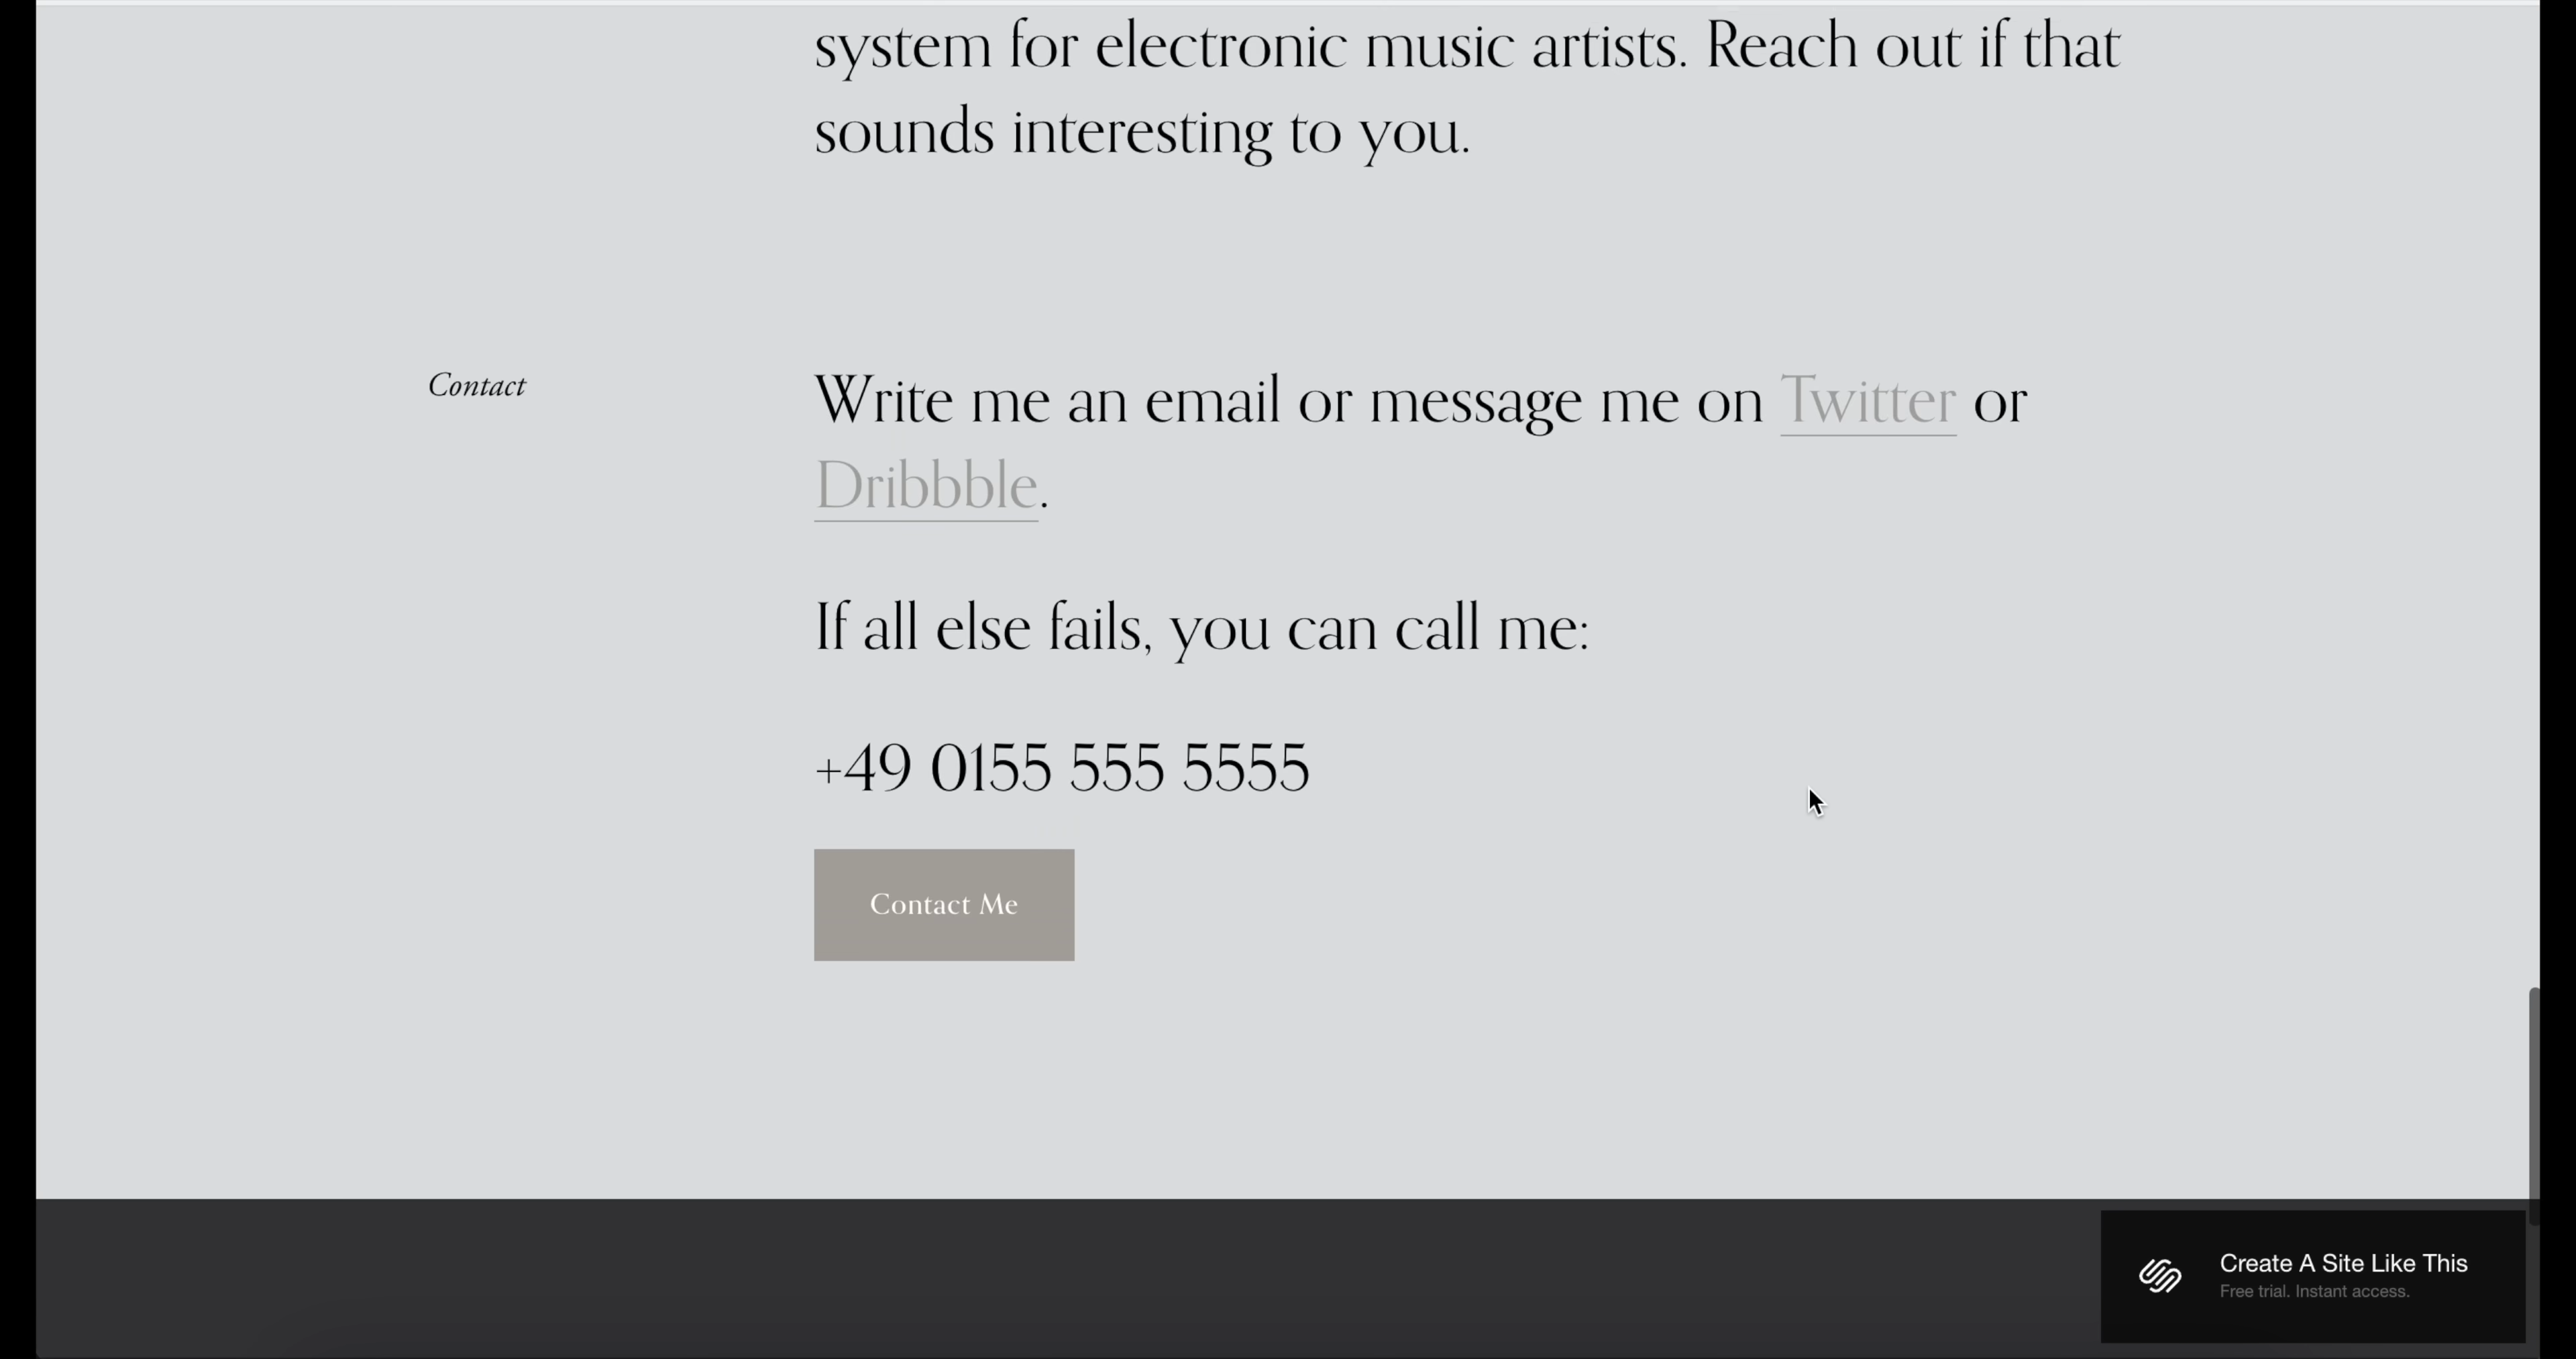 system for electronic music artists. Reach out if that
sounds interesting to you.
Contact
Write me an email or message me on Twitter or
Dribbble.
If all else fails, you can call me:
+49 0155 555 5555
Contact Me
Create A Site Like This
Free trial. Instant access.